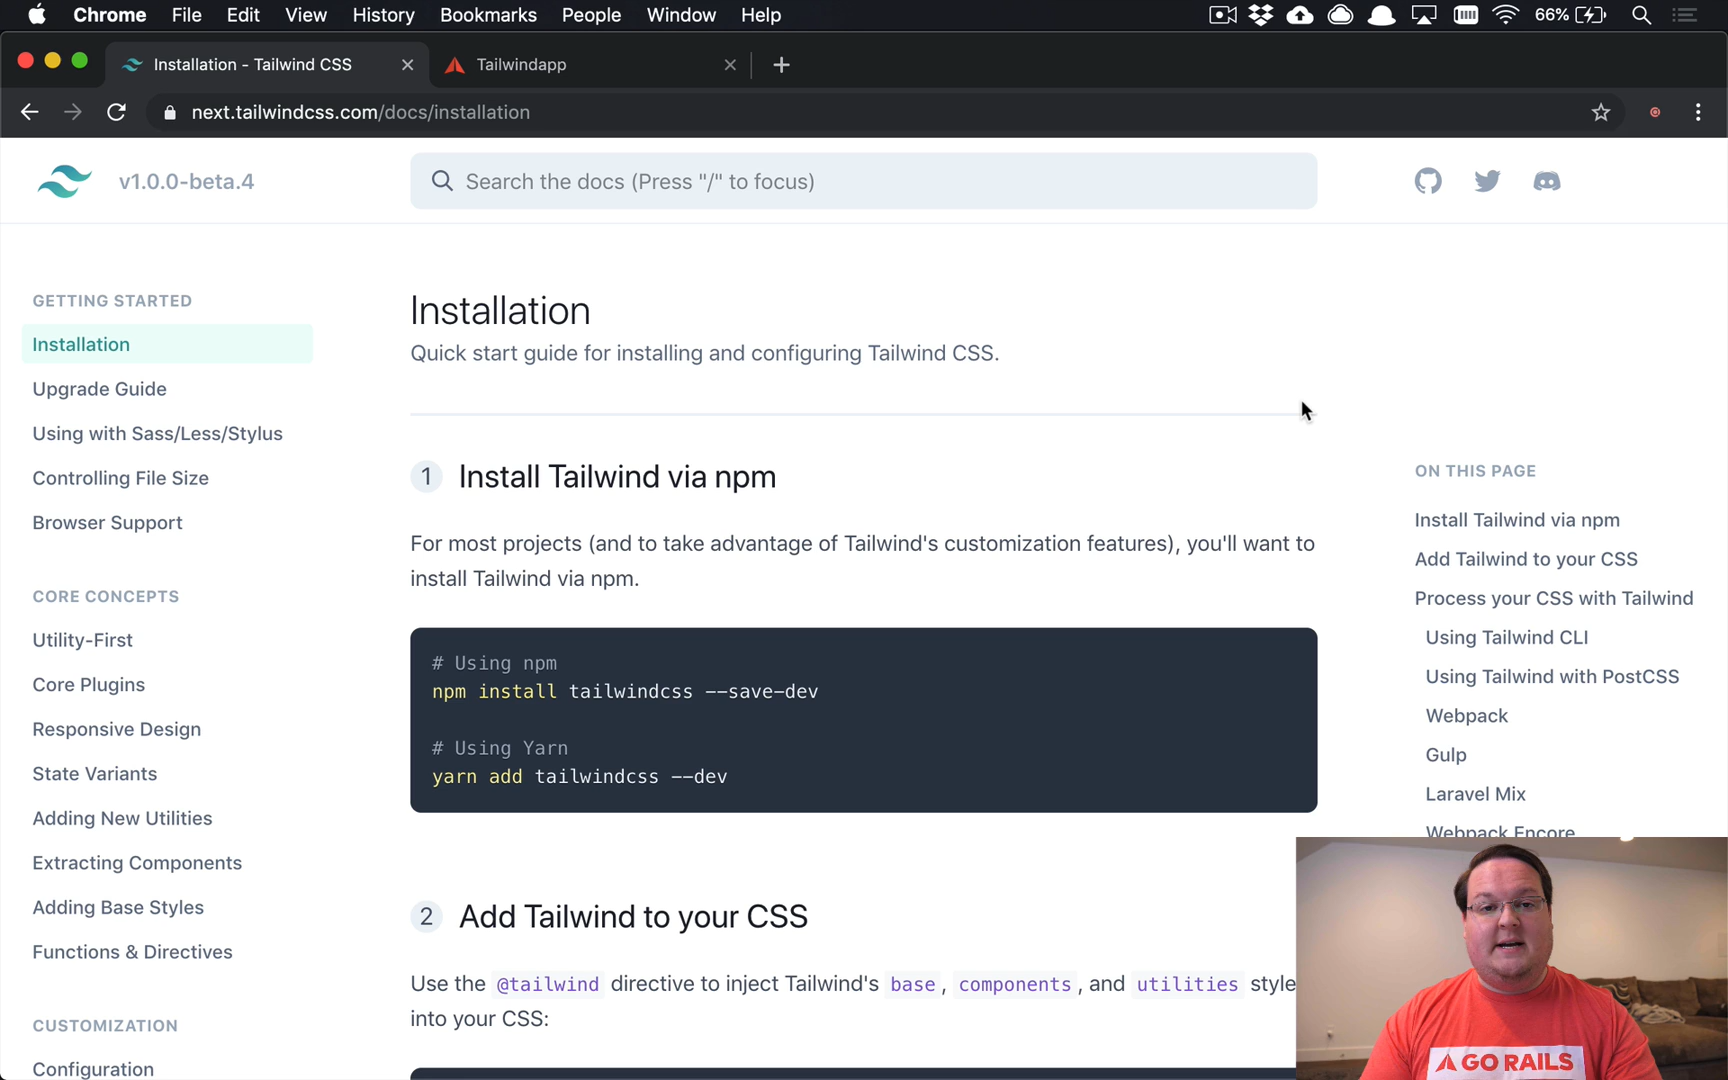 Chrome File Edit View History Bookmarks People Window Help 66%
Installation - Tailwind CSS Tailwindapp
next.tailwindcss.com/docs/installation
v1.0.0-beta.4 Search the docs (Press "/" to focus)
GETTING STARTED
Installation
Upgrade Guide
Using with Sass/Less/Stylus
Controlling File Size
Browser Support
CORE CONCEPTS
Utility-First
Core Plugins
Responsive Design
State Variants
Adding New Utilities
Extracting Components
Adding Base Styles
Functions & Directives
CUSTOMIZATION
Configuration
Installation
Quick start guide for installing and configuring Tailwind CSS.
1 Install Tailwind via npm
For most projects (and to take advantage of Tailwind's customization features), you'll want to
install Tailwind via npm.
# Using npm
npm install tailwindcss --save-dev
# Using Yarn
yarn add tailwindcss --dev
2 Add Tailwind to your CSS
Use the @tailwind directive to inject Tailwind's base, components, and utilities style
into your CSS:
ON THIS PAGE
Install Tailwind via npm
Add Tailwind to your CSS
Process your CSS with Tailwind
Using Tailwind CLI
Using Tailwind with PostCSS
Webpack
Gulp
Laravel Mix
Webpack Encore
GO RAILS